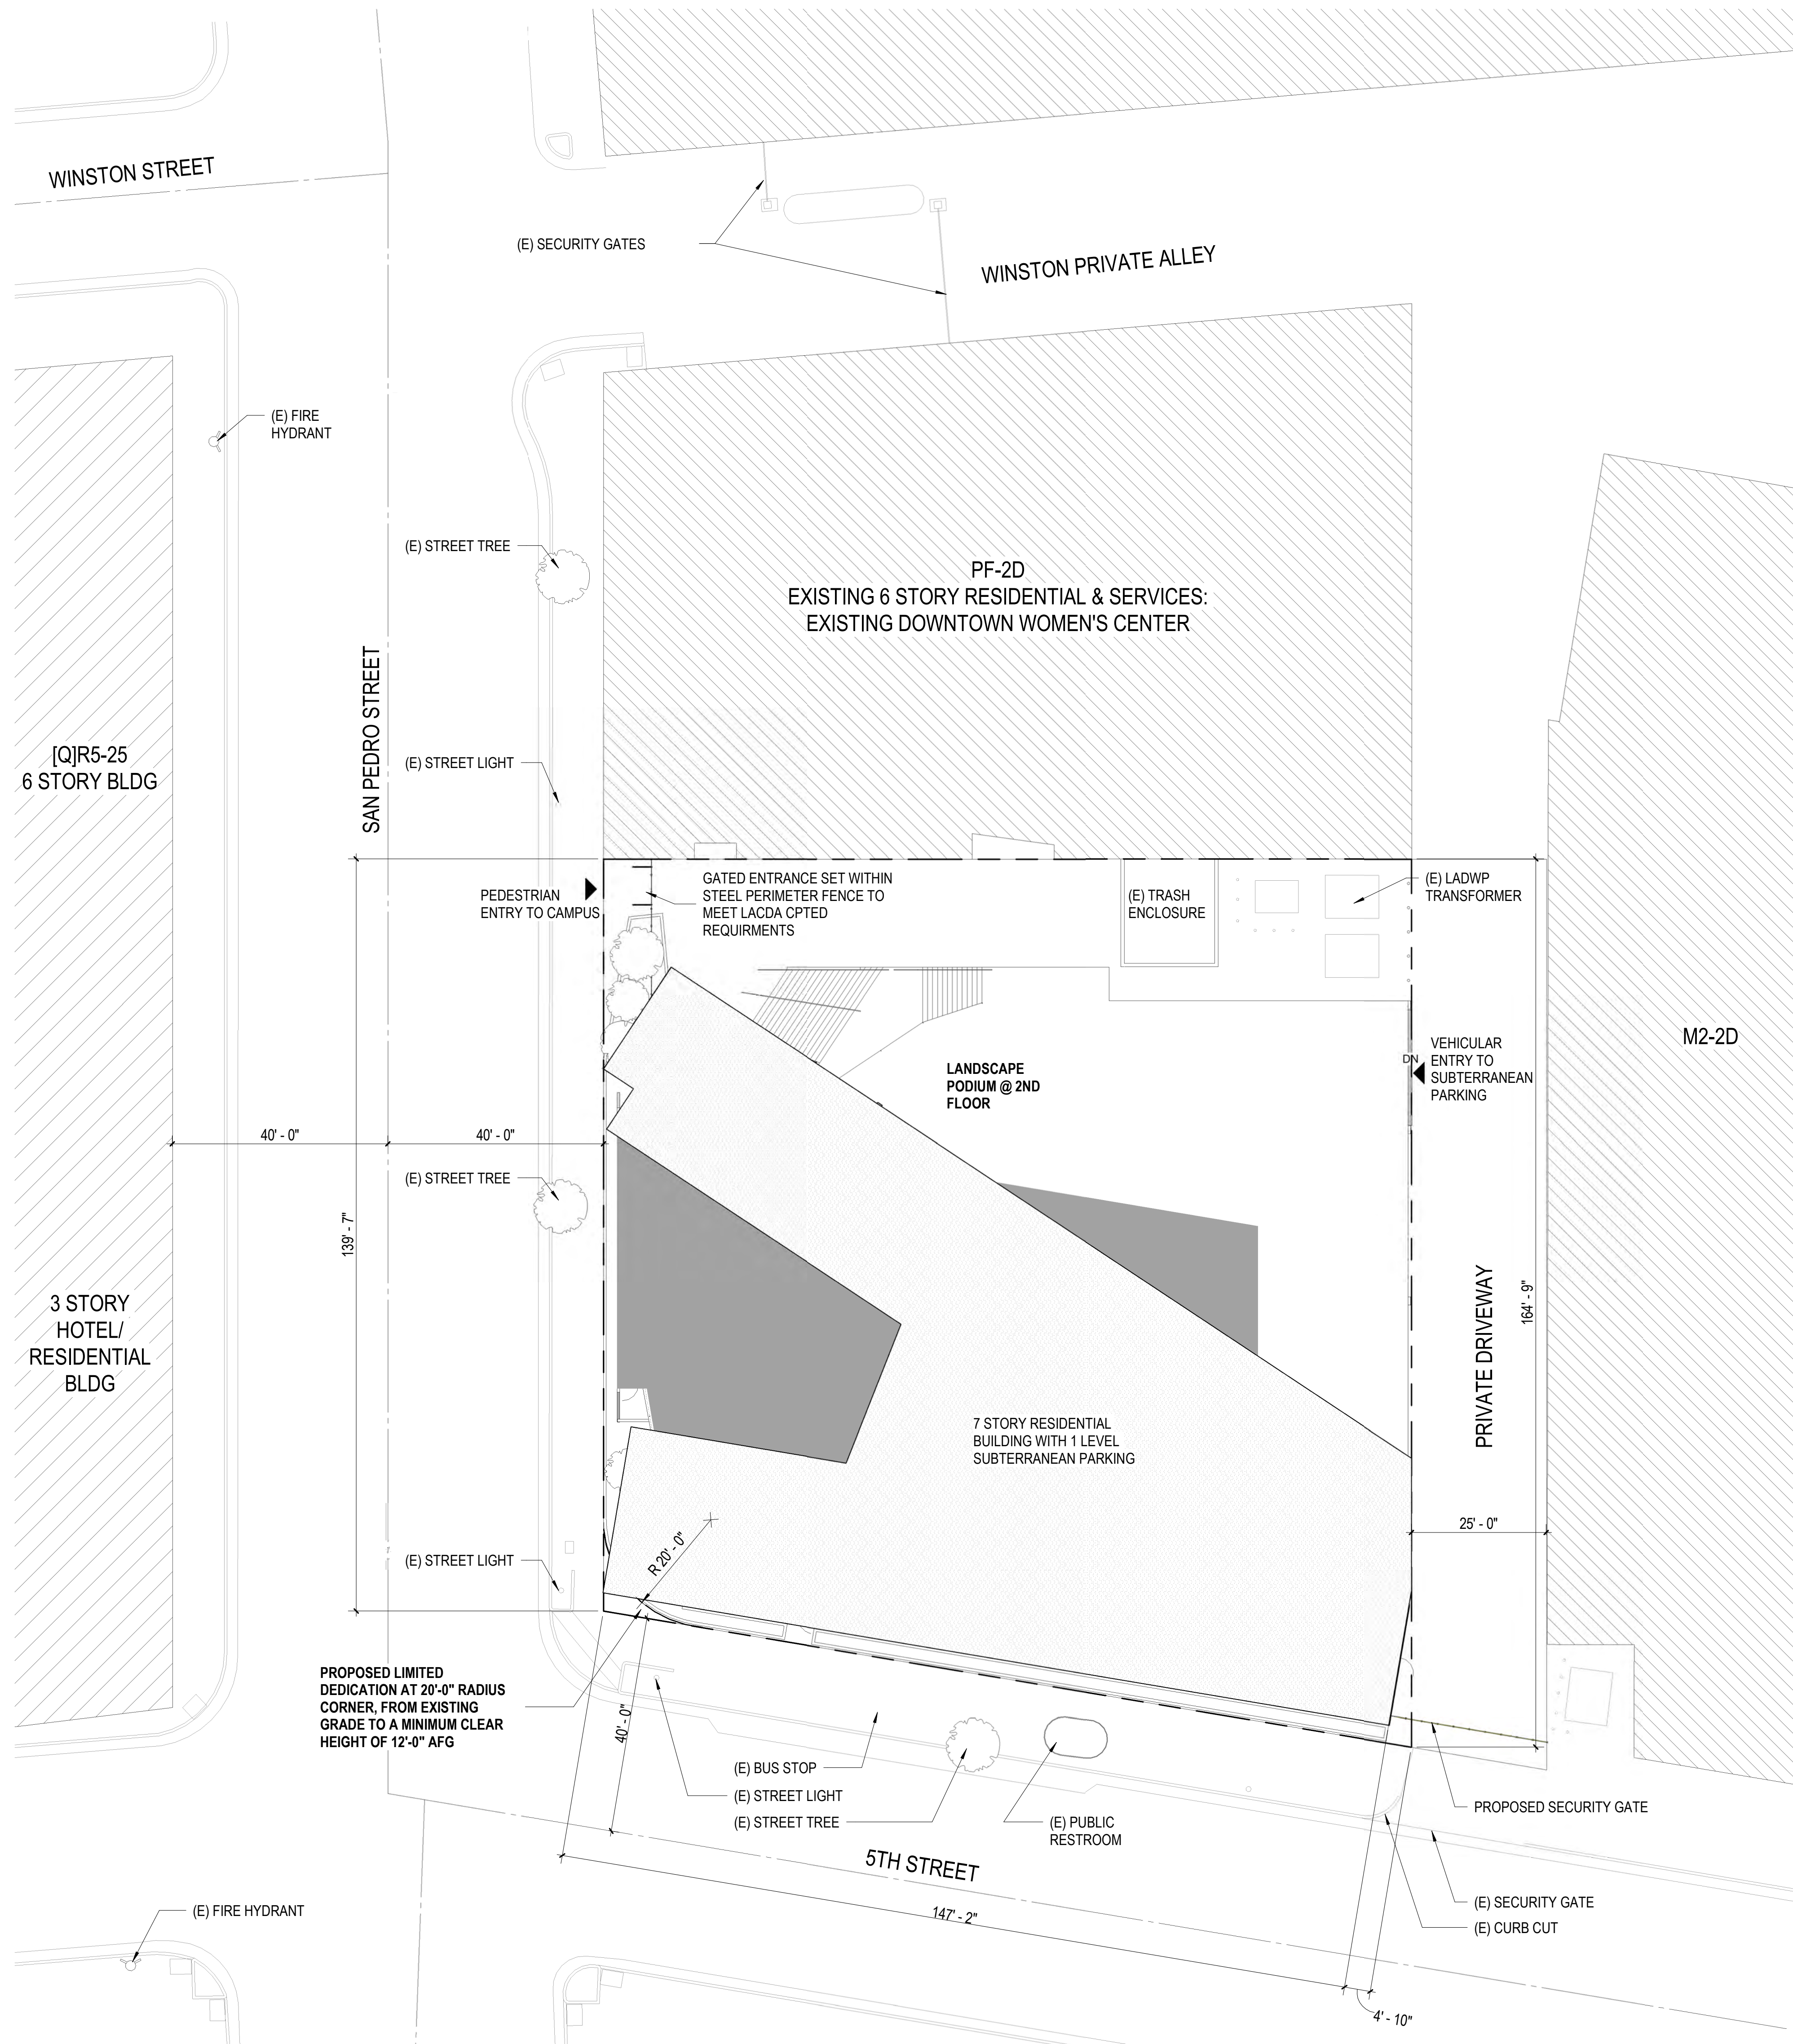 WINSTON STREET
(E) SECURITY GATES
WINSTON PRIVATE ALLEY
(E) FIRE
HYDRANT
(E) STREET TREE
PF-2D
EXISTING 6 STORY RESIDENTIAL & SERVICES:
EXISTING DOWNTOWN WOMEN'S CENTER
SAN PEDRO STREET
[Q]R5-25
6 STORY BLDG
(E) STREET LIGHT
PEDESTRIAN
ENTRY TO CAMPUS
GATED ENTRANCE SET WITHIN
STEEL PERIMETER FENCE TO
MEET LACDA CPTED
REQUIRMENTS
(E) TRASH
ENCLOSURE
(E) LADWP
TRANSFORMER
M2-2D
LANDSCAPE
PODIUM @ 2ND
FLOOR
DN
VEHICULAR
ENTRY TO
SUBTERRANEAN
PARKING
40' - 0"
40' - 0"
(E) STREET TREE
139' - 7"
3 STORY
HOTEL/
RESIDENTIAL
BLDG
164' - 9"
PRIVATE DRIVEWAY
7 STORY RESIDENTIAL
BUILDING WITH 1 LEVEL
SUBTERRANEAN PARKING
25' - 0"
(E) STREET LIGHT
R 20' - 0"
PROPOSED LIMITED
DEDICATION AT 20'-0" RADIUS
CORNER, FROM EXISTING
GRADE TO A MINIMUM CLEAR
HEIGHT OF 12'-0" AFG
40' - 0"
(E) BUS STOP
(E) STREET LIGHT
(E) STREET TREE
(E) PUBLIC
RESTROOM
PROPOSED SECURITY GATE
5TH STREET
(E) SECURITY GATE
(E) CURB CUT
(E) FIRE HYDRANT
147' - 2"
4' - 10"